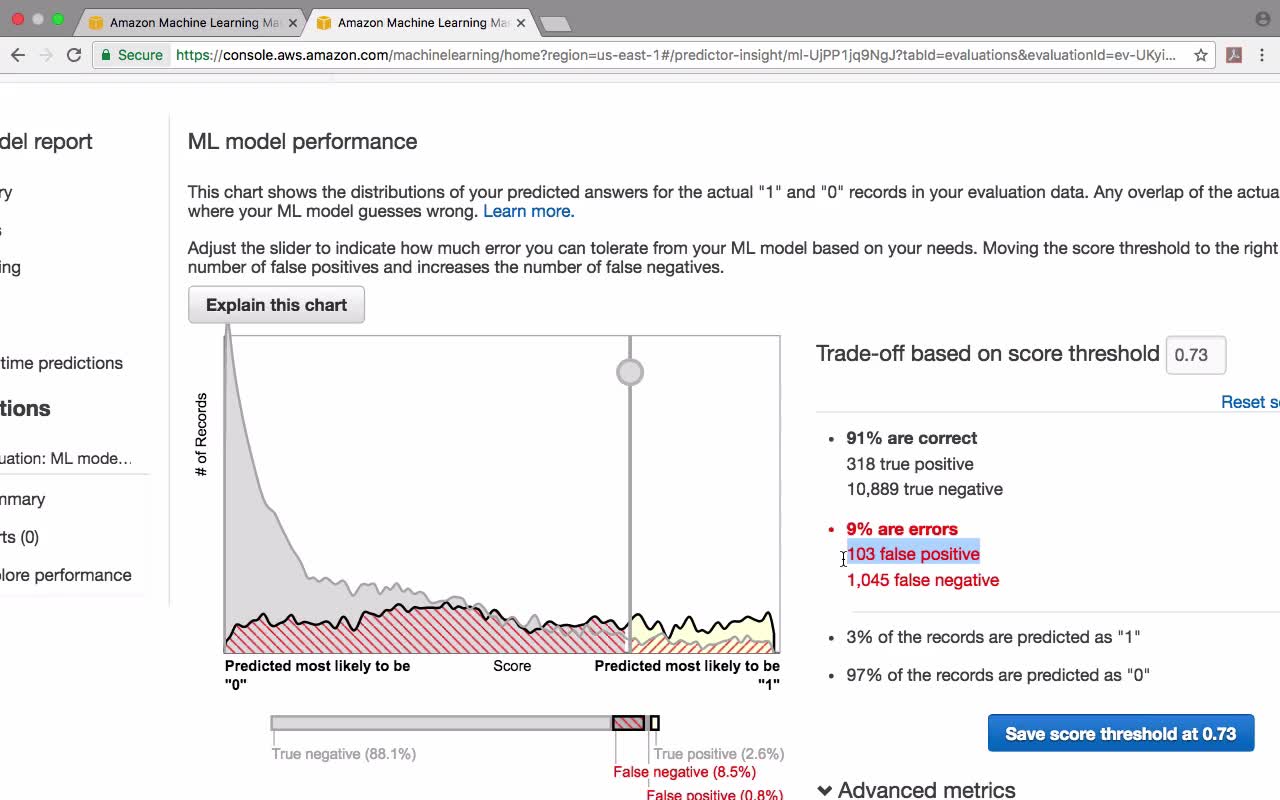 Amazon Machine Learning Ma
Amazon Machine Learning Ma
Secure
https://console.aws.amazon.com/machinelearning/home?region=us-east-1#/predictor-insight/ml-UjPP1jq9NgJ?tabId=evaluations&evaluationId=ev-UKyi...
del report
ry
s
ing
time predictions
tions
uation: ML mode...
mmary
rts (0)
lore performance
ML model performance
This chart shows the distributions of your predicted answers for the actual "1" and "0" records in your evaluation data. Any overlap of the actua
where your ML model guesses wrong. Learn more.
Adjust the slider to indicate how much error you can tolerate from your ML model based on your needs. Moving the score threshold to the right
number of false positives and increases the number of false negatives.
Explain this chart
# of Records
Predicted most likely to be "0"
Score
Predicted most likely to be "1"
True negative (88.1%)
True positive (2.6%)
False negative (8.5%)
False positive (0.8%)
Trade-off based on score threshold 0.73
Reset s
• 91% are correct
318 true positive
10,889 true negative
• 9% are errors
103 false positive
1,045 false negative
• 3% of the records are predicted as "1"
• 97% of the records are predicted as "0"
Save score threshold at 0.73
Advanced metrics